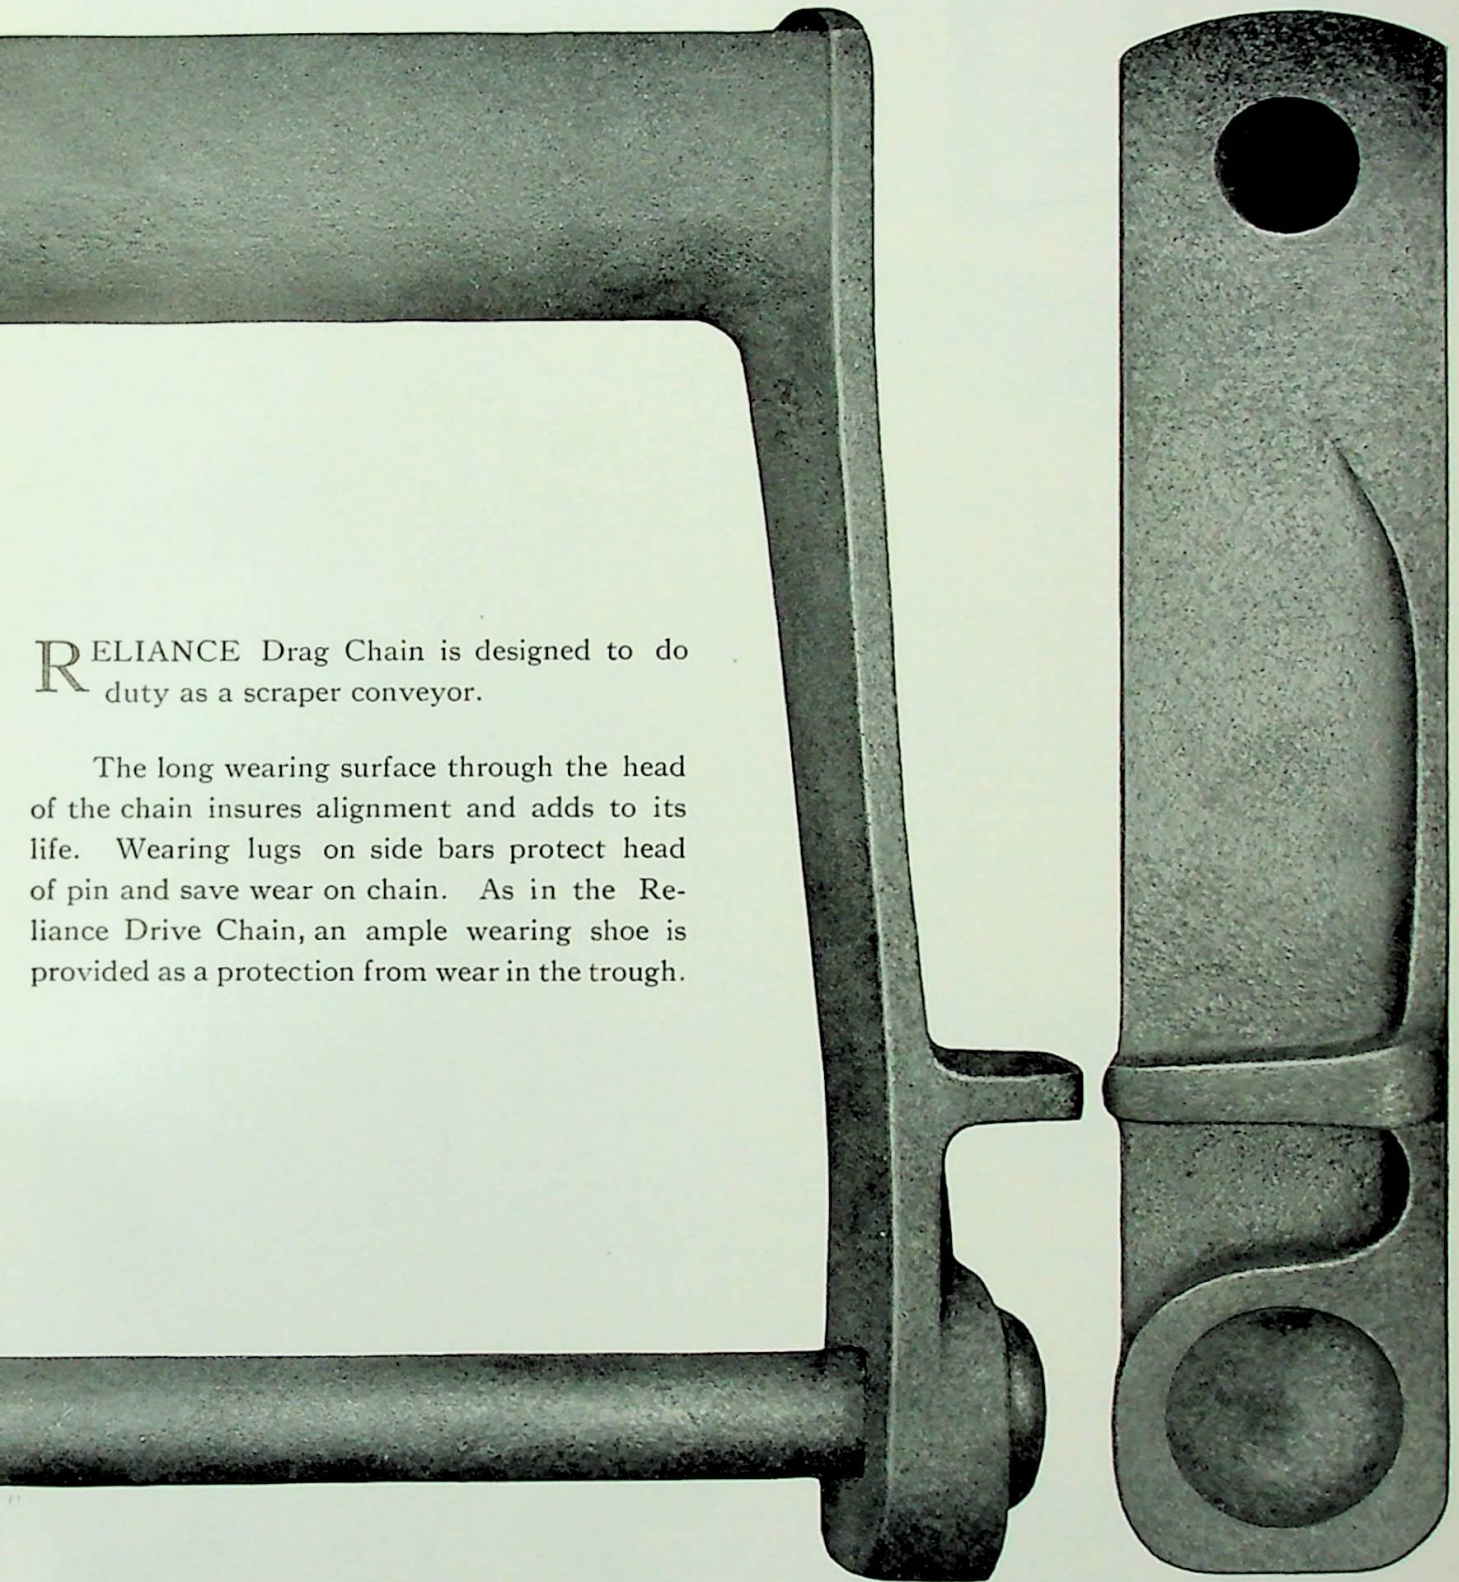 RELIANCE Drag Chain is designed to do
duty as a scraper conveyor.
The long wearing surface through the head
of the chain insures alignment and adds to its
life. Wearing lugs on side bars protect head
of pin and save wear on chain. As in the Re-
liance Drive Chain, an ample wearing shoe is
provided as a protection from wear in the trough.